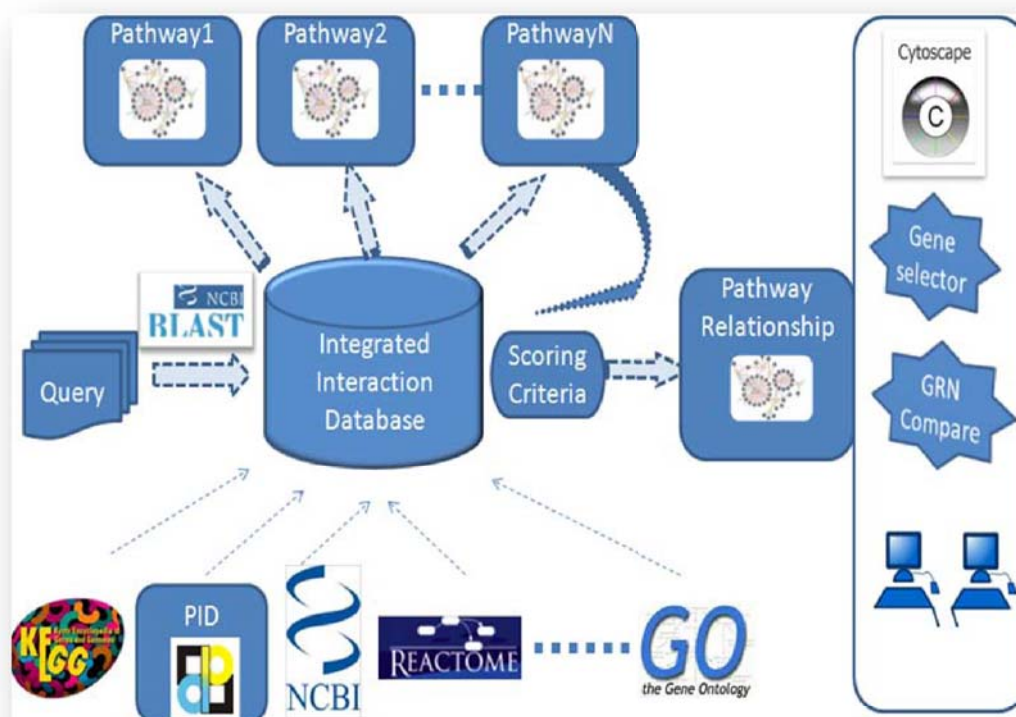 Pathway1
Pathway2
PathwayN
Cytoscape
C
Gene
selector
NCBI
BLAST
Query
Integrated
Interaction
Database
Scoring
Criteria
Pathway
Relationship
GRN
Compare
KEGG
PID
NCBI
REACTOME
GO
the Gene Ontology